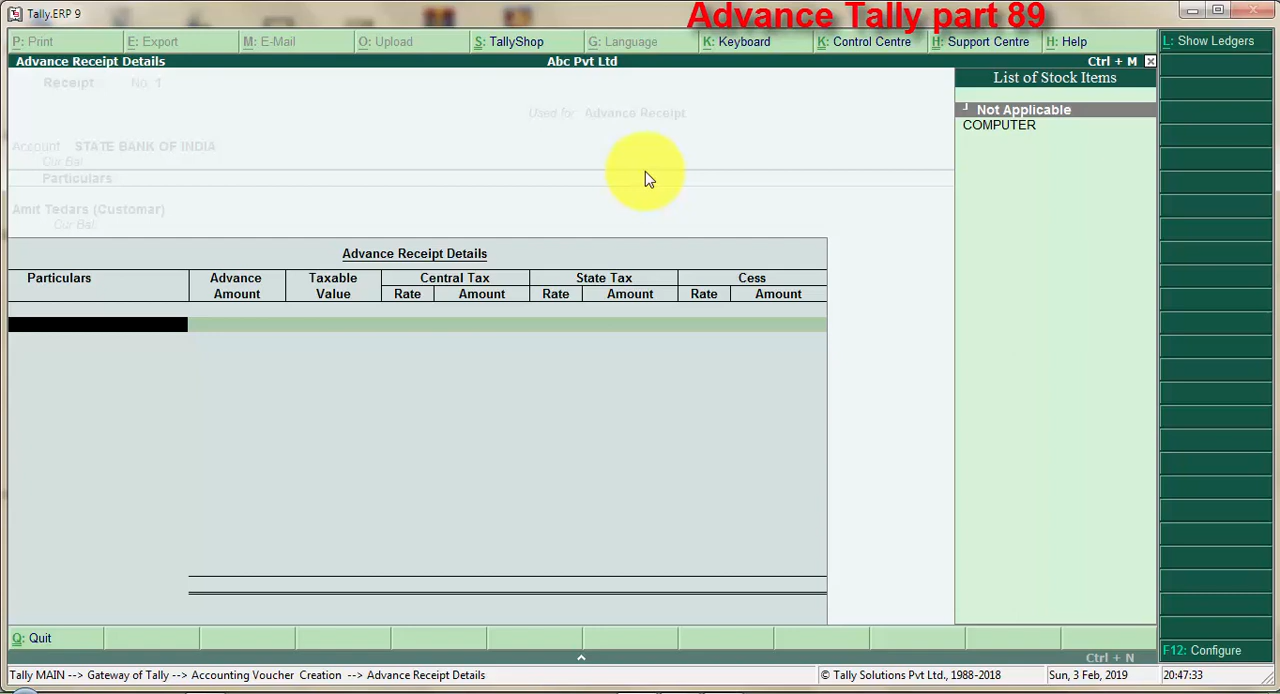 Tally.ERP 9
Advance Tally part 89
P: Print E: Export M: E-Mail O: Upload S: TallyShop G: Language K: Keyboard K: Control Centre H: Support Centre H: Help L: Show Ledgers
Advance Receipt Details Abc Pvt Ltd Ctrl + M
List of Stock Items
Receipt No. 1
Not Applicable
Used for Advance Receipt
COMPUTER
Account STATE BANK OF INDIA
Cur Bal:
Particulars
Amit Tedars (Customar)
Cur Bal:
Advance Receipt Details
Particulars Advance Taxable Central Tax State Tax Cess
Amount Value Rate Amount Rate Amount Rate Amount
Q: Quit
F12: Configure
Ctrl + N
Tally MAIN --> Gateway of Tally --> Accounting Voucher Creation --> Advance Receipt Details © Tally Solutions Pvt Ltd., 1988-2018 Sun, 3 Feb, 2019 20:47:33